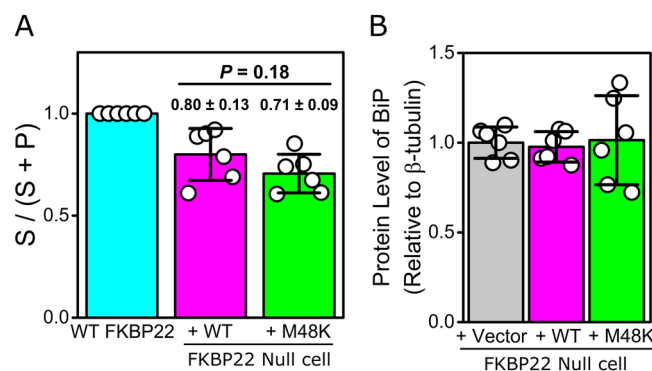 A
P = 0.18
0.80 ± 0.13 0.71 ± 0.09
1.0
0.5
0.0
S / (S + P)
WT FKBP22 + WT + M48K
FKBP22 Null cell
B
1.5
1.0
0.5
0.0
Protein Level of BiP
(Relative to β-tubulin)
+ Vector + WT + M48K
FKBP22 Null cell